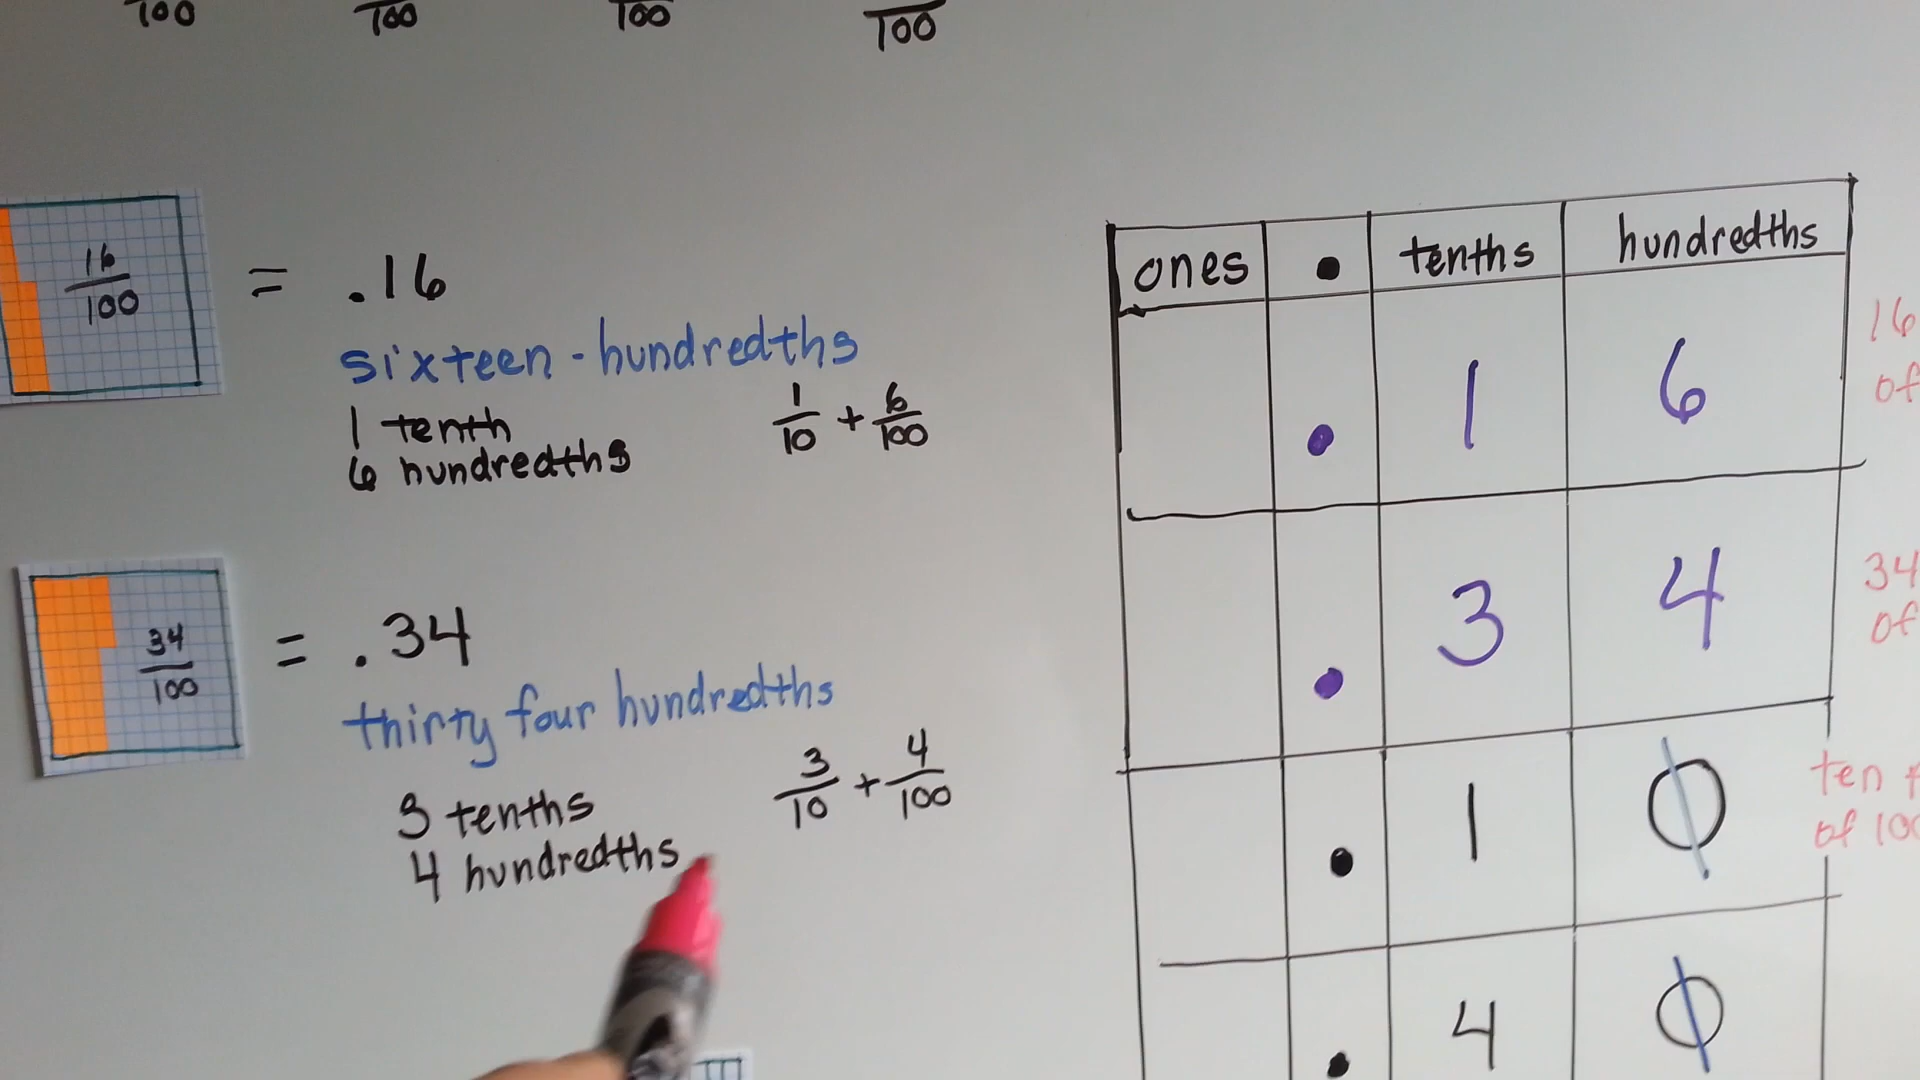 100 100 100 100
16/100 = .16
sixteen-hundredths
1 tenth
6 hundredths
1/10 + 6/100
34/100 = .34
thirty four hundredths
3 tenths
4 hundredths
3/10 + 4/100
ones . tenths hundredths
. 1 6
16
of
. 3 4
34
of
. 1 0
ten
of 100
. 4 0